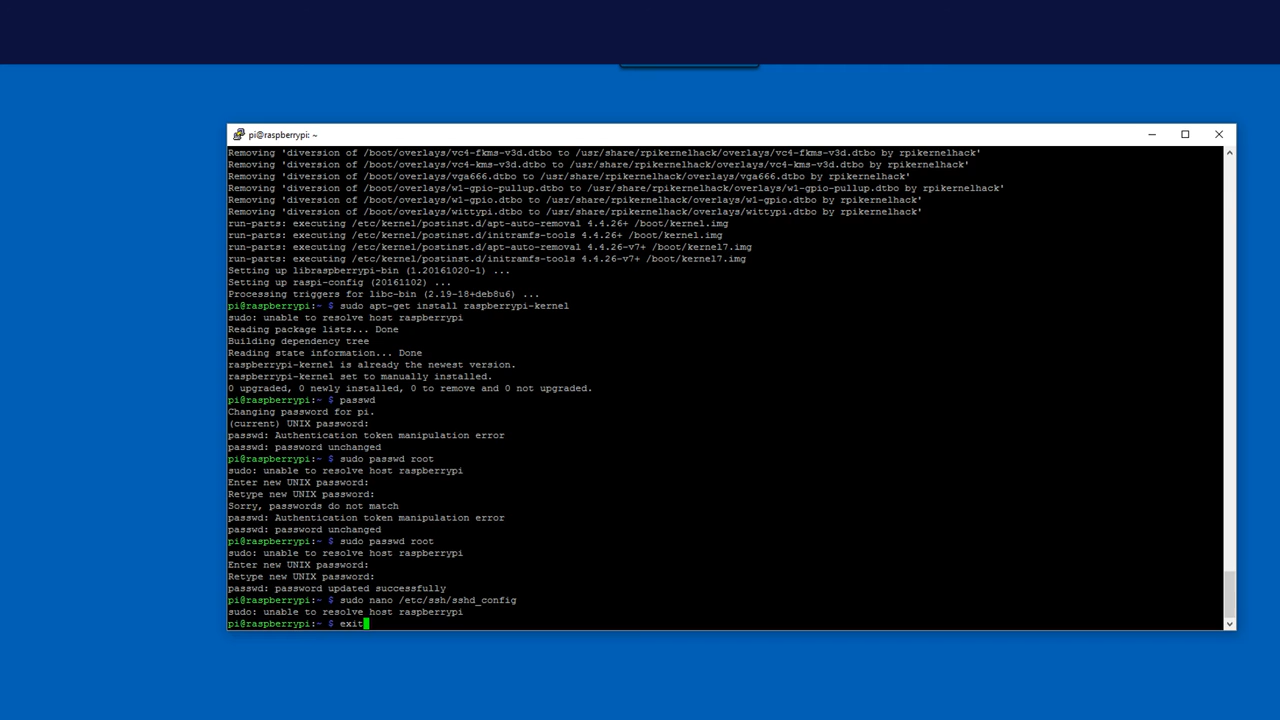 pi@raspberrypi: ~
Removing 'diversion of /boot/overlays/vc4-fkms-v3d.dtbo to /usr/share/rpikernelhack/overlays/vc4-fkms-v3d.dtbo by rpikernelhack'
Removing 'diversion of /boot/overlays/vc4-kms-v3d.dtbo to /usr/share/rpikernelhack/overlays/vc4-kms-v3d.dtbo by rpikernelhack'
Removing 'diversion of /boot/overlays/vga666.dtbo to /usr/share/rpikernelhack/overlays/vga666.dtbo by rpikernelhack'
Removing 'diversion of /boot/overlays/w1-gpio-pullup.dtbo to /usr/share/rpikernelhack/overlays/w1-gpio-pullup.dtbo by rpikernelhack'
Removing 'diversion of /boot/overlays/w1-gpio.dtbo to /usr/share/rpikernelhack/overlays/w1-gpio.dtbo by rpikernelhack'
Removing 'diversion of /boot/overlays/wittypi.dtbo to /usr/share/rpikernelhack/overlays/wittypi.dtbo by rpikernelhack'
run-parts: executing /etc/kernel/postinst.d/apt-auto-removal 4.4.26+ /boot/kernel.img
run-parts: executing /etc/kernel/postinst.d/initramfs-tools 4.4.26+ /boot/kernel.img
run-parts: executing /etc/kernel/postinst.d/apt-auto-removal 4.4.26-v7+ /boot/kernel7.img
run-parts: executing /etc/kernel/postinst.d/initramfs-tools 4.4.26-v7+ /boot/kernel7.img
Setting up libraspberrypi-bin (1.20161020-1) ...
Setting up raspi-config (20161102) ...
Processing triggers for libc-bin (2.19-18+deb8u6) ...
pi@raspberrypi:~ $ sudo apt-get install raspberrypi-kernel
sudo: unable to resolve host raspberrypi
Reading package lists... Done
Building dependency tree
Reading state information... Done
raspberrypi-kernel is already the newest version.
raspberrypi-kernel set to manually installed.
0 upgraded, 0 newly installed, 0 to remove and 0 not upgraded.
pi@raspberrypi:~ $ passwd
Changing password for pi.
(current) UNIX password:
passwd: Authentication token manipulation error
passwd: password unchanged
pi@raspberrypi:~ $ sudo passwd root
sudo: unable to resolve host raspberrypi
Enter new UNIX password:
Retype new UNIX password:
Sorry, passwords do not match
passwd: Authentication token manipulation error
passwd: password unchanged
pi@raspberrypi:~ $ sudo passwd root
sudo: unable to resolve host raspberrypi
Enter new UNIX password:
Retype new UNIX password:
passwd: password updated successfully
pi@raspberrypi:~ $ sudo nano /etc/ssh/sshd_config
sudo: unable to resolve host raspberrypi
pi@raspberrypi:~ $ exit